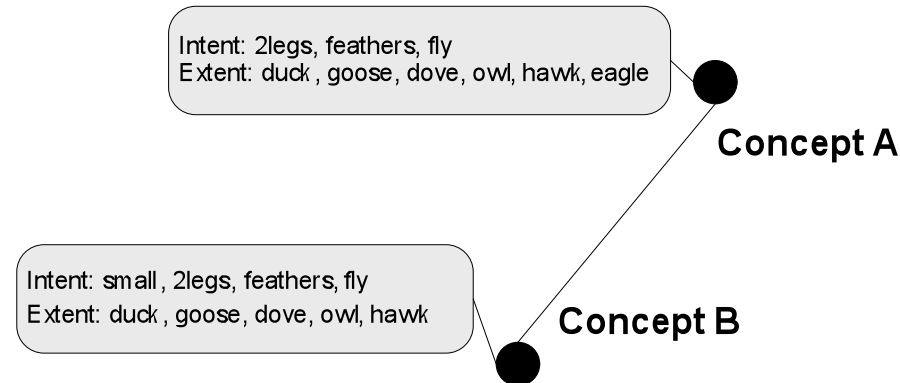 Intent: 2legs, feathers, fly
Extent: duck, goose, dove, owl, hawk, eagle
Concept A
Intent: small, 2legs, feathers, fly
Extent: duck, goose, dove, owl, hawk
Concept B